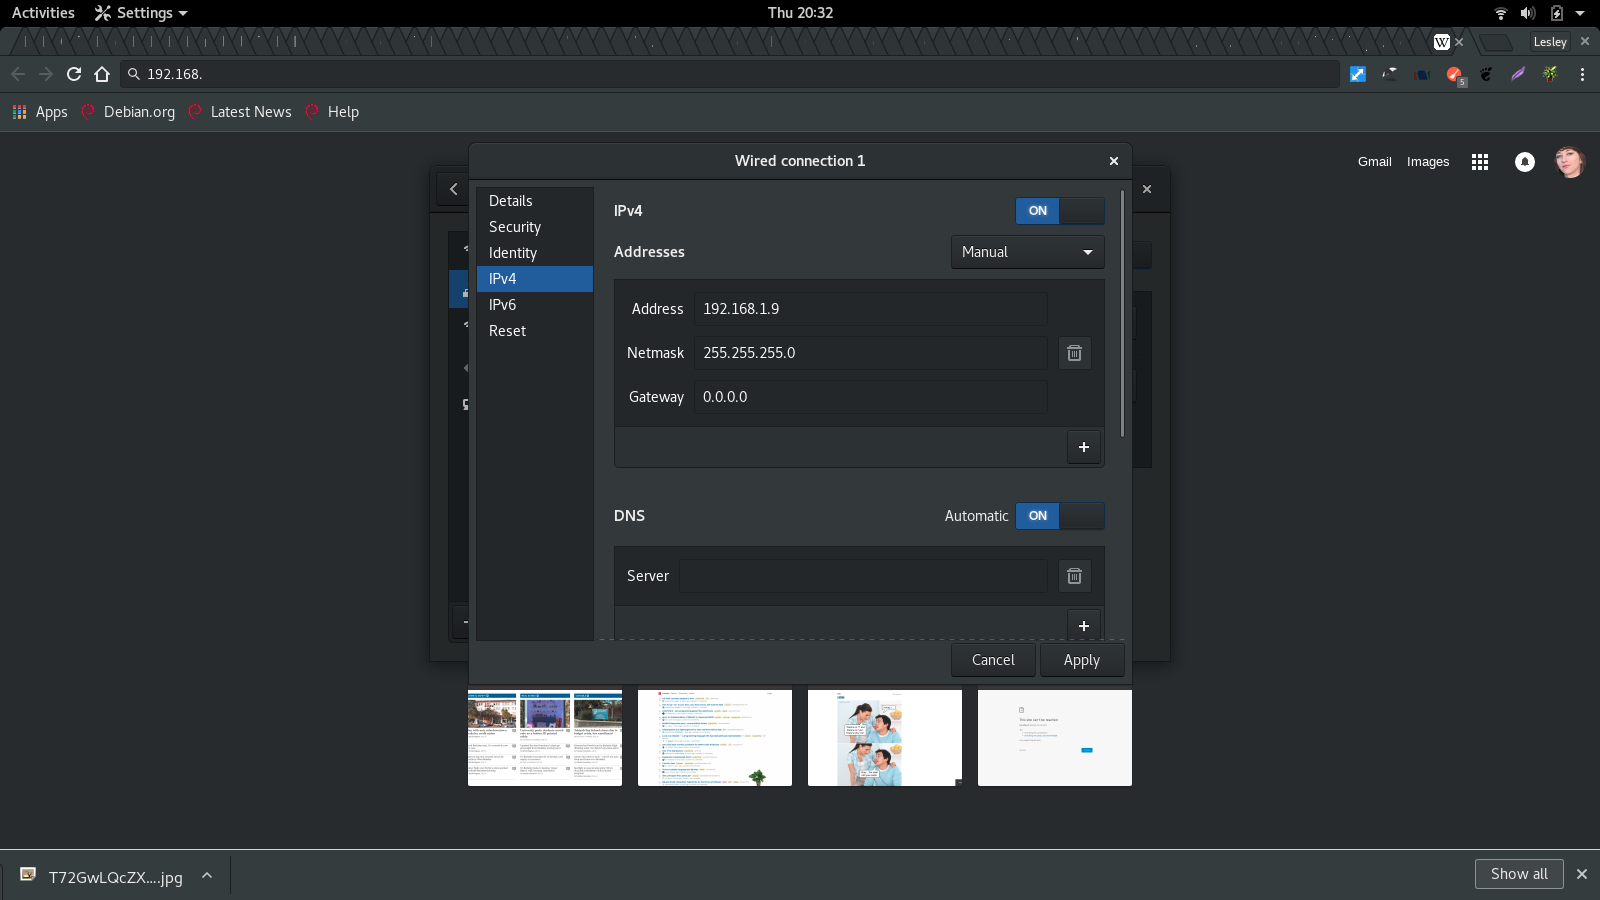 Activities Settings Thu 20:32
W Lesley
192.168.
5
Apps Debian.org Latest News Help
Gmail Images
Wired connection 1
Details
Security
Identity
IPv4
IPv6
Reset
IPv4 ON
Addresses Manual
Address 192.168.1.9
Netmask 255.255.255.0
Gateway 0.0.0.0
DNS Automatic ON
Server
Cancel Apply
T72GwLQcZX....jpg Show all